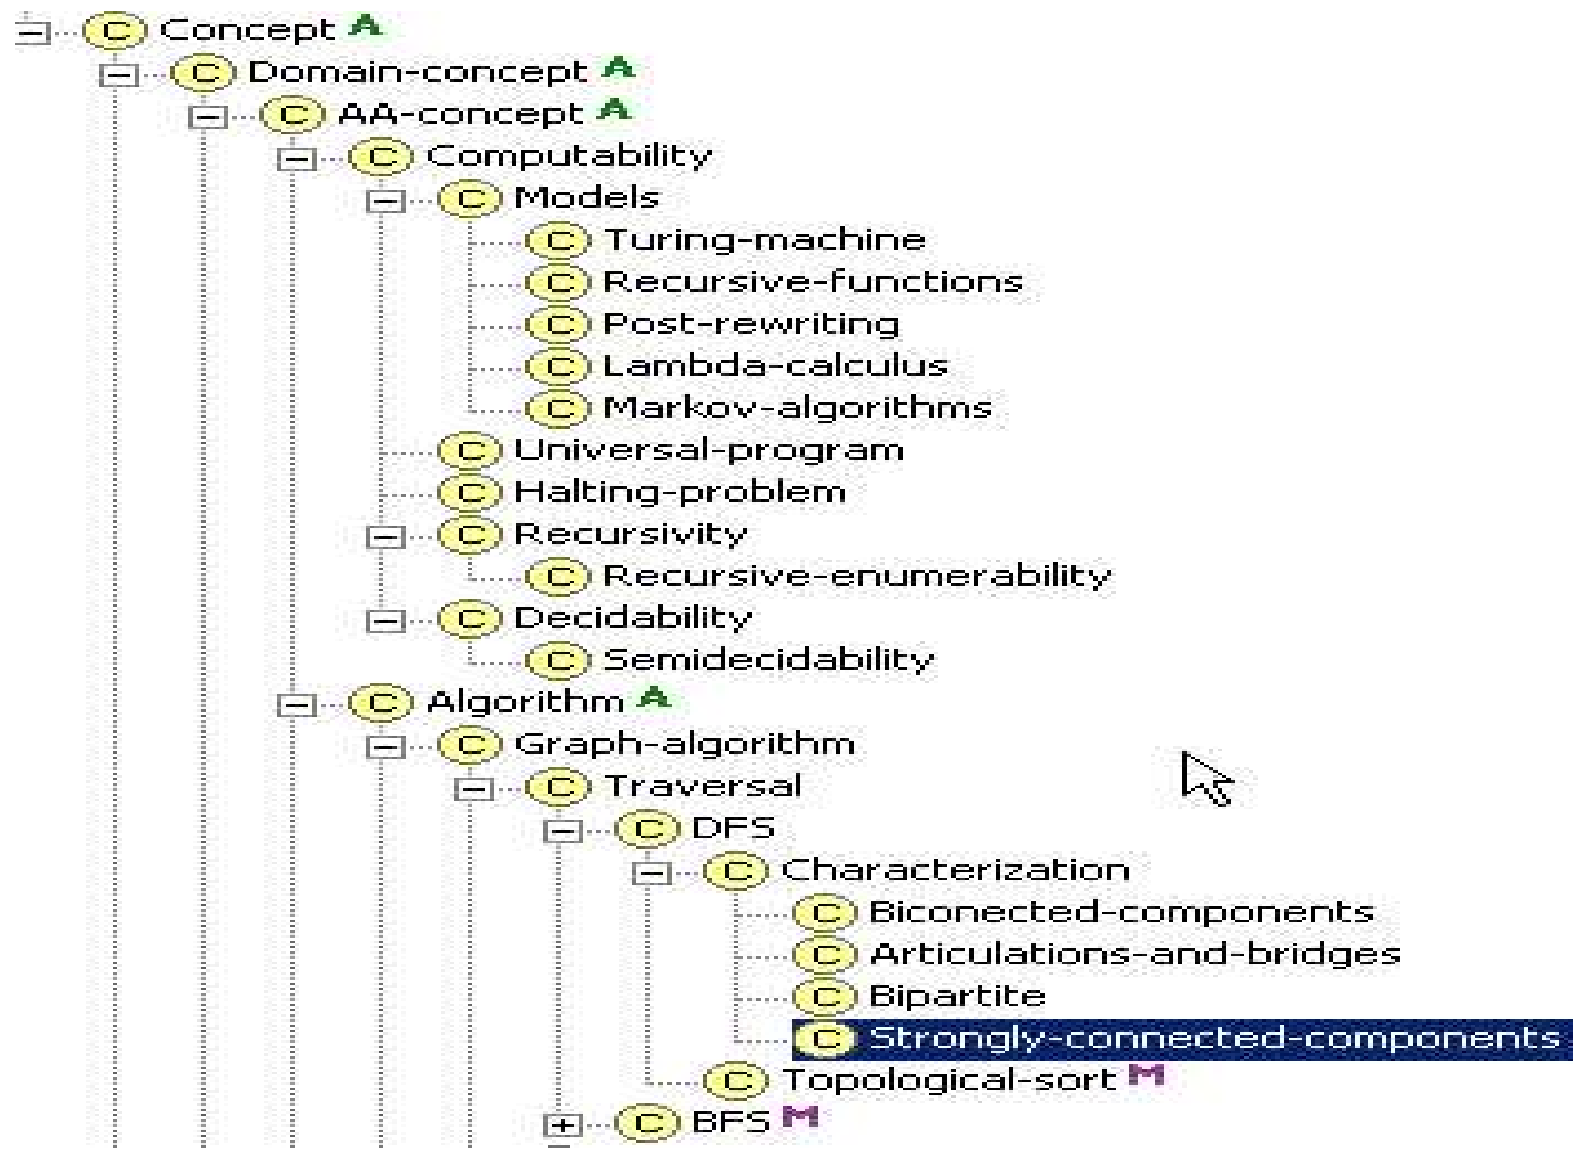 C Concept A
C Domain-concept A
C AA-concept A
C Computability
C Models
C Turing-machine
C Recursive-functions
C Post-rewriting
C Lambda-calculus
C Markov-algorithms
C Universal-program
C Halting-problem
C Recursivity
C Recursive-enumerability
C Decidability
C Semidecidability
C Algorithm A
C Graph-algorithm
C Traversal
C DFS
C Characterization
C Biconected-components
C Articulations-and-bridges
C Bipartite
C Strongly-connected-components
C Topological-sort M
C BFS M